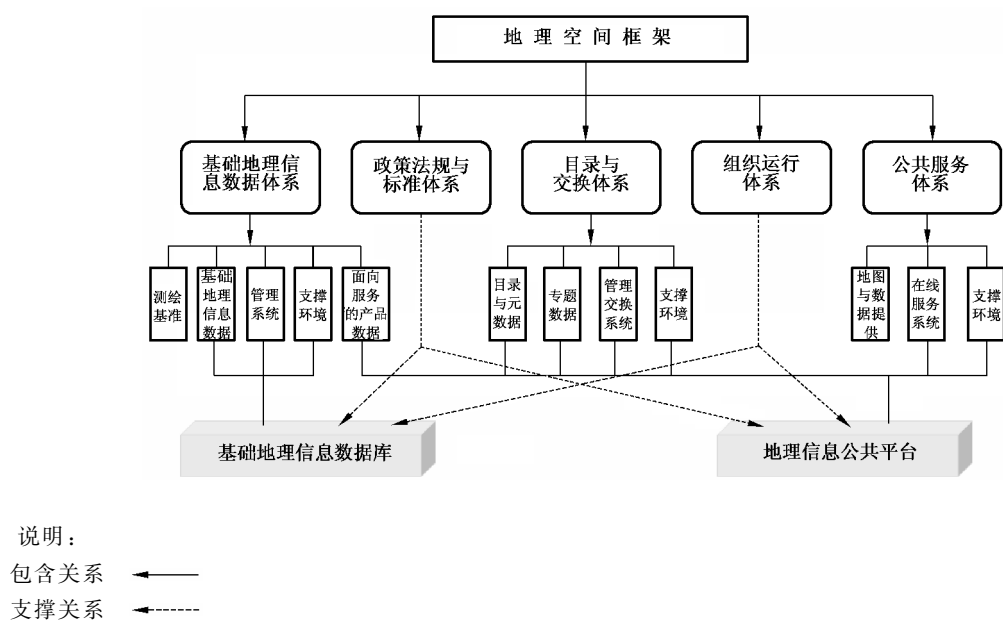 地理空间框架
基础地理信
息数据体系
政策法规与
标准体系
目录与
交换体系
组织运行
体系
公共服务
体系
测绘
基准
基础
地理
信息
数据
管理
系统
支撑
环境
面向
服务
的产品
数据
目录
与元
数据
专题
数据
管理
交换
系统
支撑
环境
地图
与数
据提
供
在线
服务
系统
支撑
环境
基础地理信息数据库
地理信息公共平台
说明：
包含关系
支撑关系